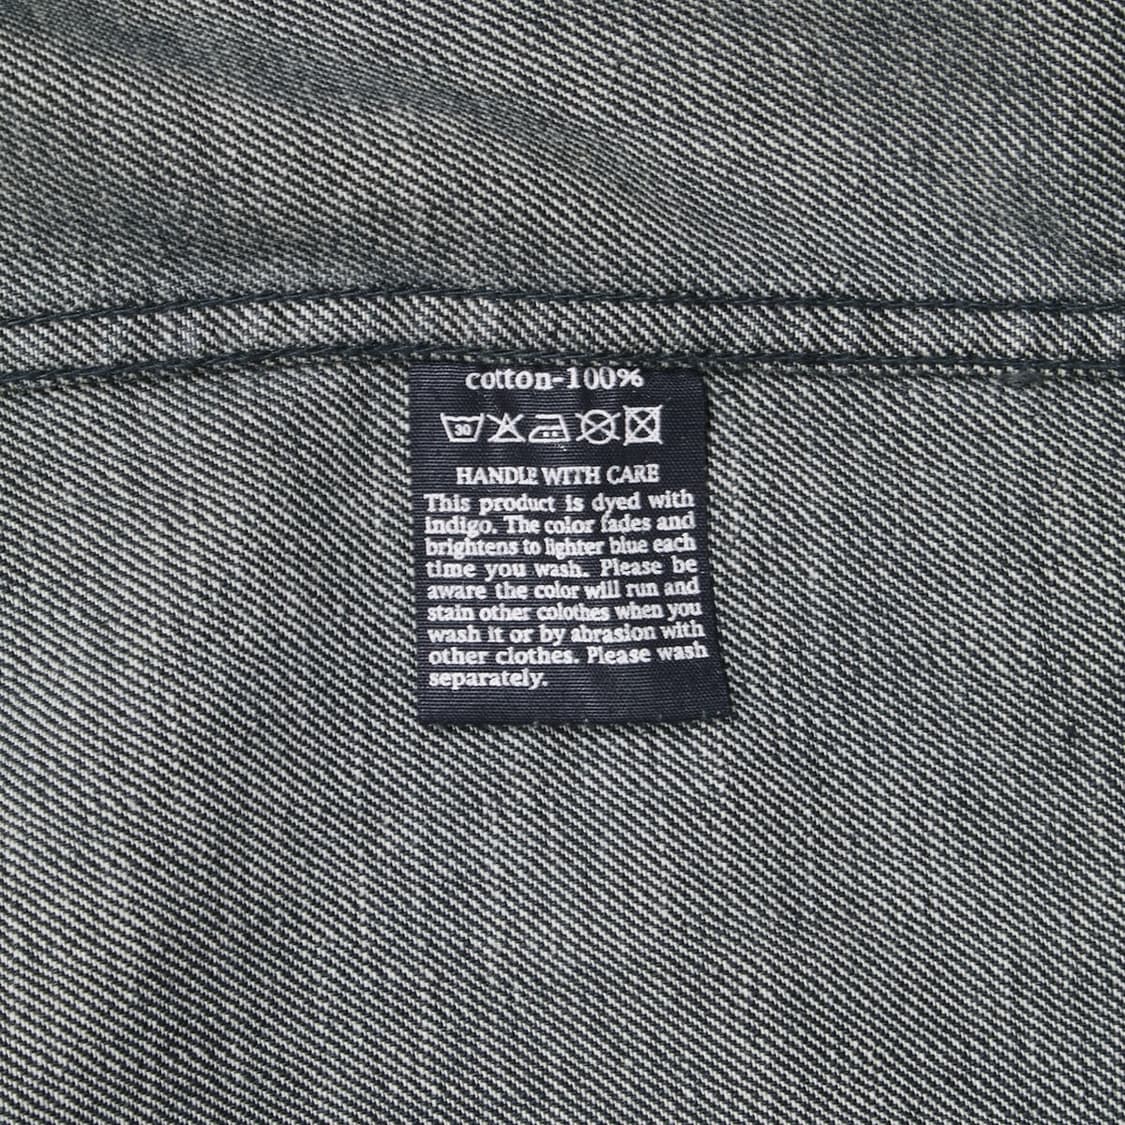 cotton-100%
30
HANDLE WITH CARE
This product is dyed with
indigo. The color fades and
brightens to lighter blue each
time you wash. Please be
aware the color will run and
stain other colothes when you
wash it or by abrasion with
other clothes. Please wash
separately.